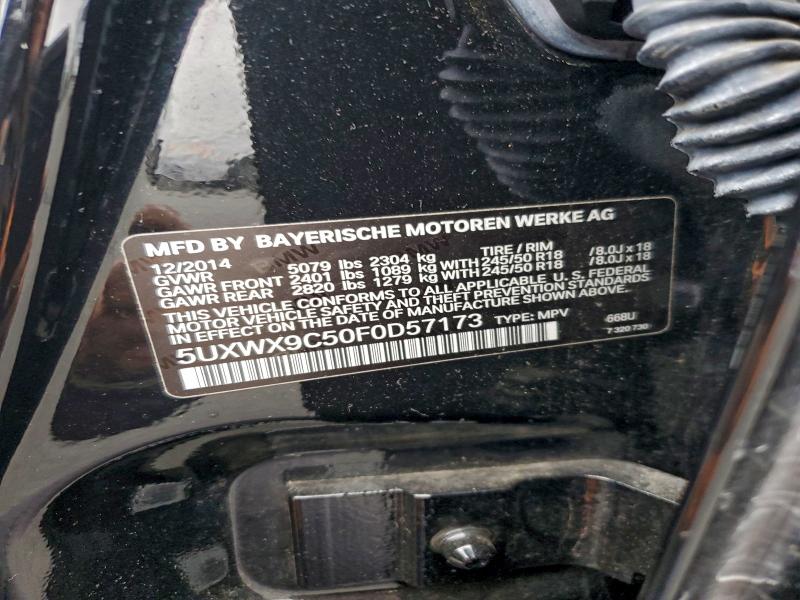 MFD BY BAYERISCHE MOTOREN WERKE AG
12/2014 TIRE / RIM
GVWR 5079 lbs 2304 kg
GAWR FRONT 2401 lbs 1089 kg WITH 245/50 R18 /8.0J x 18
GAWR REAR 2820 lbs 1279 kg WITH 245/50 R18 /8.0J x 18
THIS VEHICLE CONFORMS TO ALL APPLICABLE U.S. FEDERAL
MOTOR VEHICLE SAFETY AND THEFT PREVENTION STANDARDS
IN EFFECT ON THE DATE OF MANUFACTURE SHOWN ABOVE.
5UXWX9C50F0D57173 TYPE: MPV 668U
7 320 730